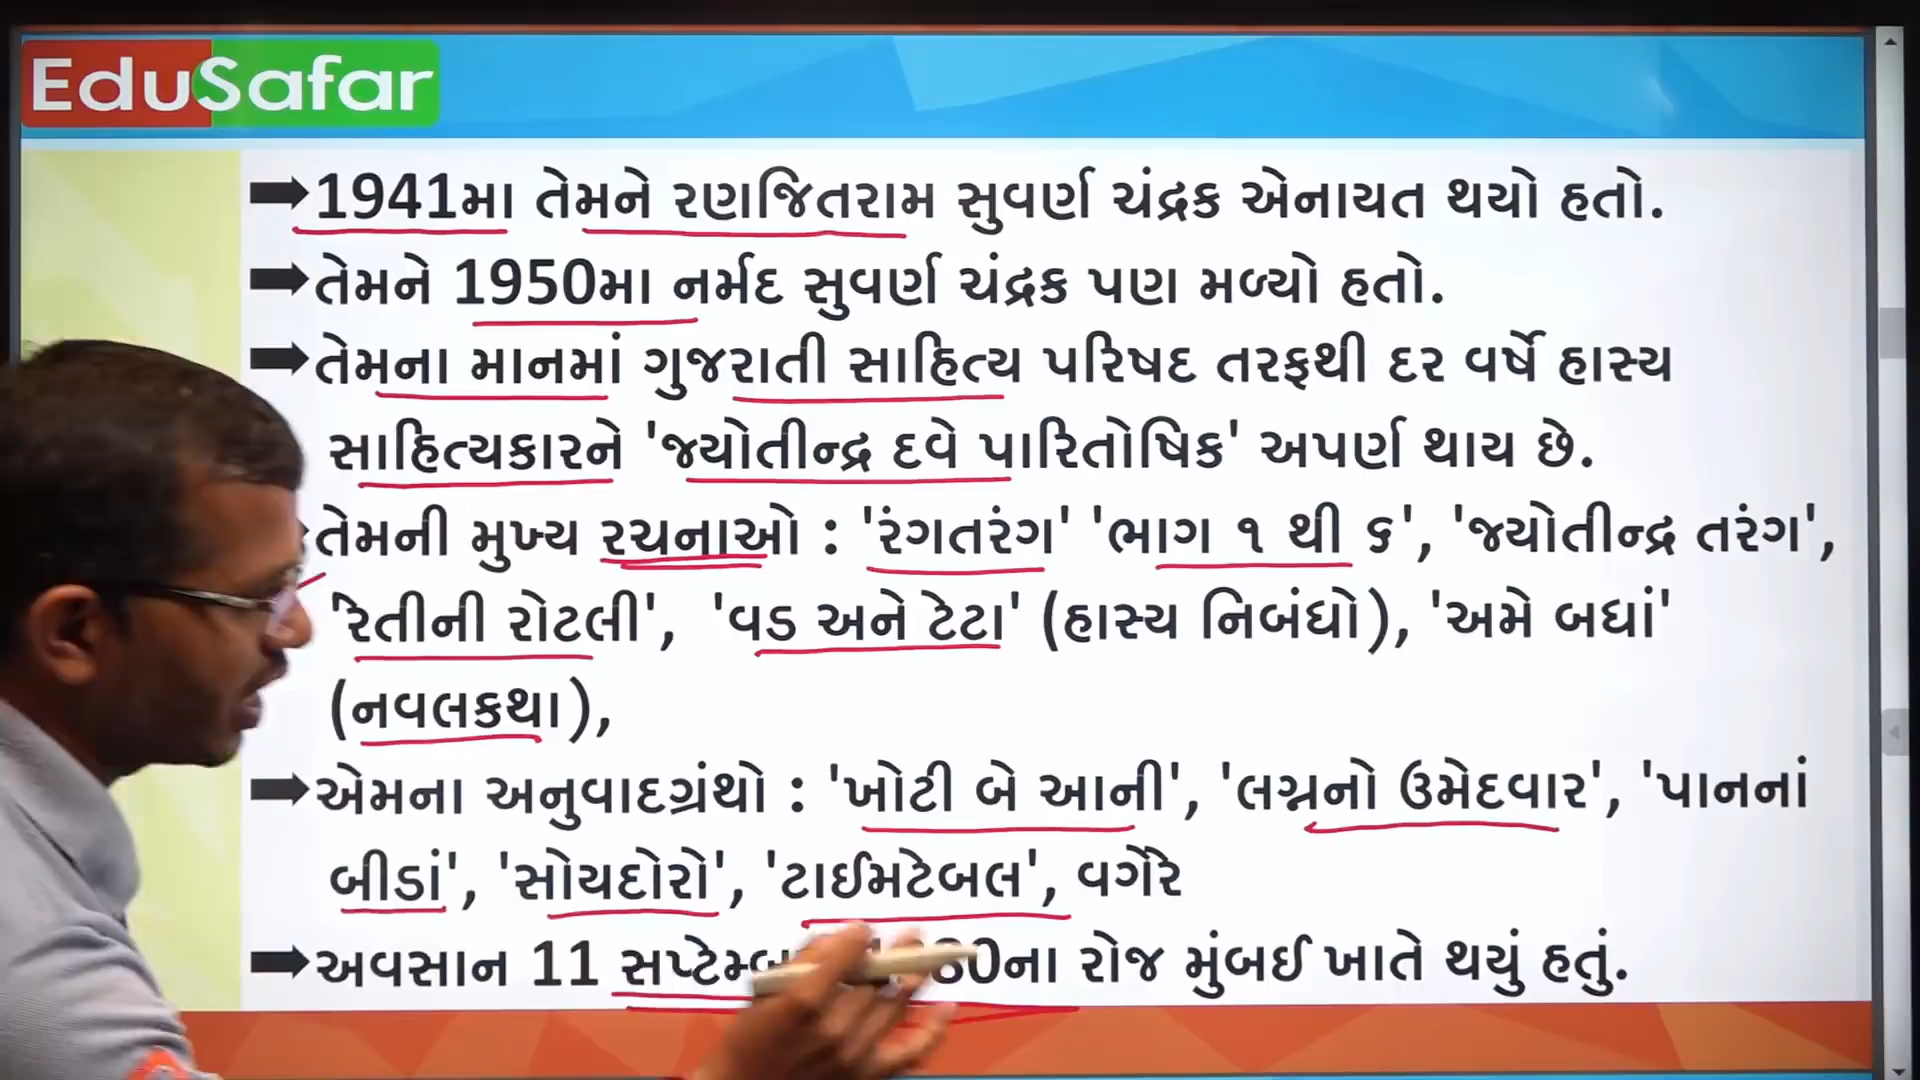 EduSafar
1941મા તેમને રણજિતરામ સુવર્ણ ચંદ્રક એનાયત થયો હતો.
તેમને 1950મા નર્મદ સુવર્ણ ચંદ્રક પણ મળ્યો હતો.
તેમના માનમાં ગુજરાતી સાહિત્ય પરિષદ તરફથી દર વર્ષે હાસ્ય
સાહિત્યકારને 'જ્યોતીન્દ્ર દવે પારિતોષિક' અપર્ણ થાય છે.
તેમની મુખ્ય રચનાઓ : 'રંગતરંગ' 'ભાગ ૧ થી ૬', 'જ્યોતીન્દ્ર તરંગ',
'રેતીની રોટલી', 'વડ અને ટેટા' (હાસ્ય નિબંધો), 'અમે બધાં'
(નવલકથા),
એમના અનુવાદગ્રંથો : 'ખોટી બે આની', 'લગ્નનો ઉમેદવાર', 'પાનનાં
બીડાં', 'સોયદોરો', 'ટાઈમટેબલ', વગેરે
અવસાન 11 ના રોજ મુંબઈ ખાતે થયું હતું.